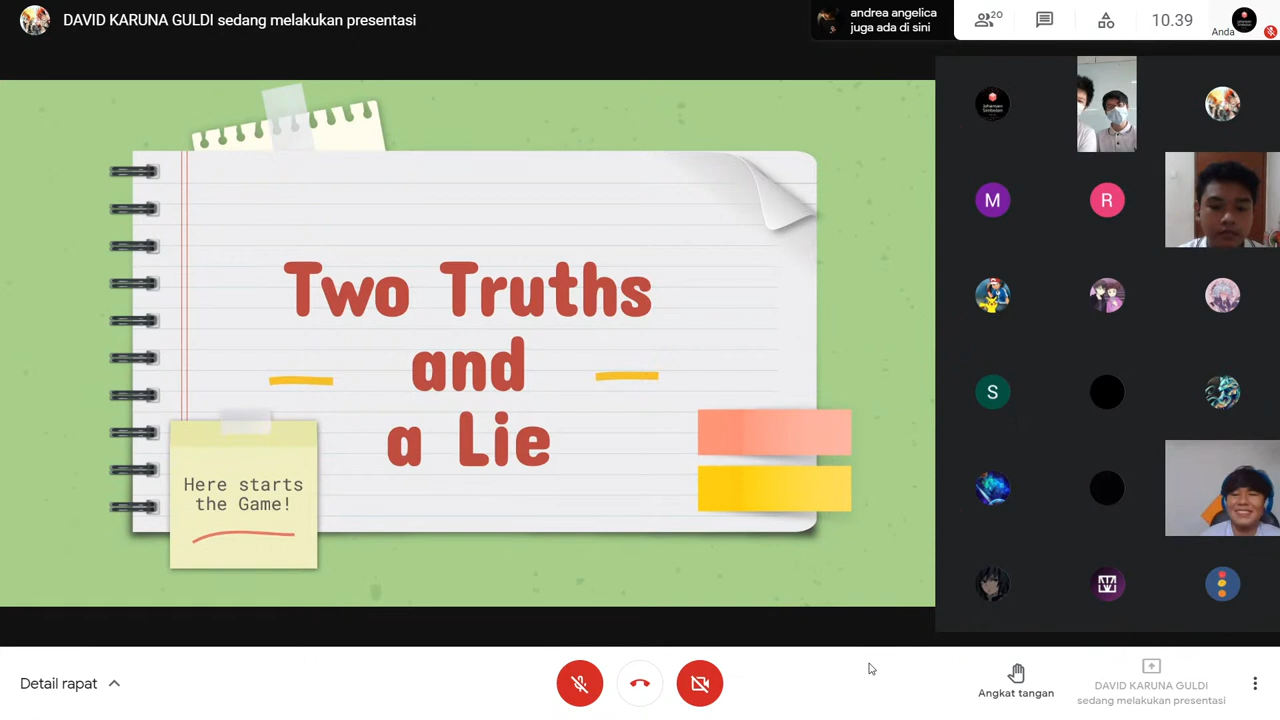 DAVID KARUNA GULDI sedang melakukan presentasi
andrea angelica
juga ada di sini
20
10.39
Anda
M
R
S
Two Truths
and
a Lie
Here starts
the Game!
Detail rapat
Angkat tangan
DAVID KARUNA GULDI
sedang melakukan presentasi